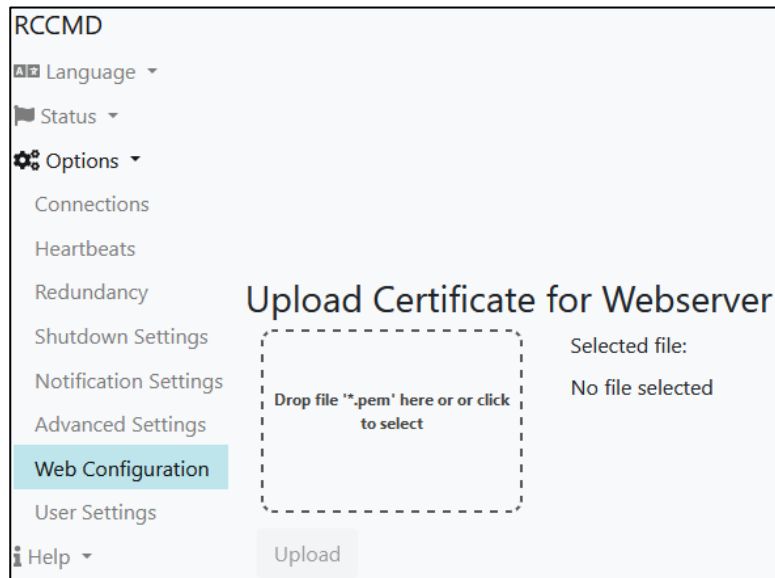 RCCMD
Language
Status
Options
Connections
Heartbeats
Redundancy
Shutdown Settings
Notification Settings
Advanced Settings
Web Configuration
User Settings
Help
Upload Certificate for Webserver
Drop file '*.pem' here or or click
to select
Selected file:
No file selected
Upload